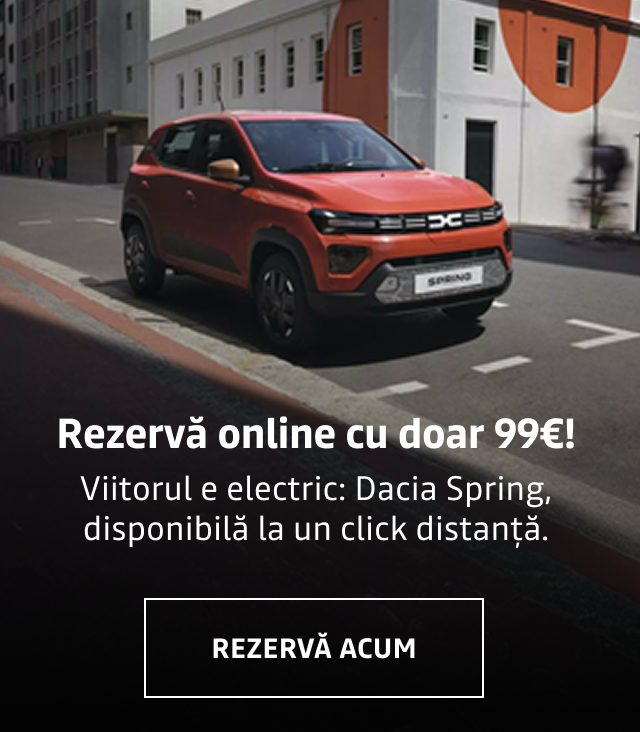 SPRING
Rezervă online cu doar 99€!
Viitorul e electric: Dacia Spring,
disponibilă la un click distanță.
REZERVĂ ACUM